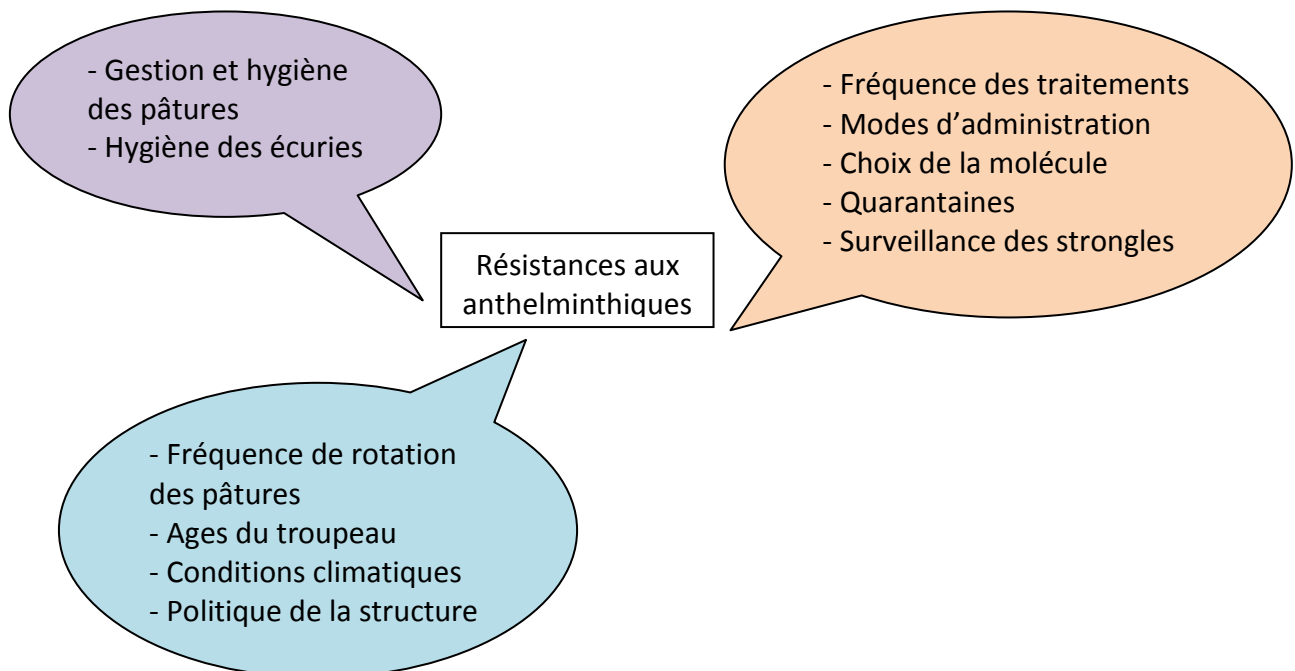 - Gestion et hygiène
des pâtures
- Hygiène des écuries
- Fréquence des traitements
- Modes d’administration
- Choix de la molécule
- Quarantaines
- Surveillance des strongles
Résistances aux
anthelminthiques
- Fréquence de rotation
des pâtures
- Ages du troupeau
- Conditions climatiques
- Politique de la structure